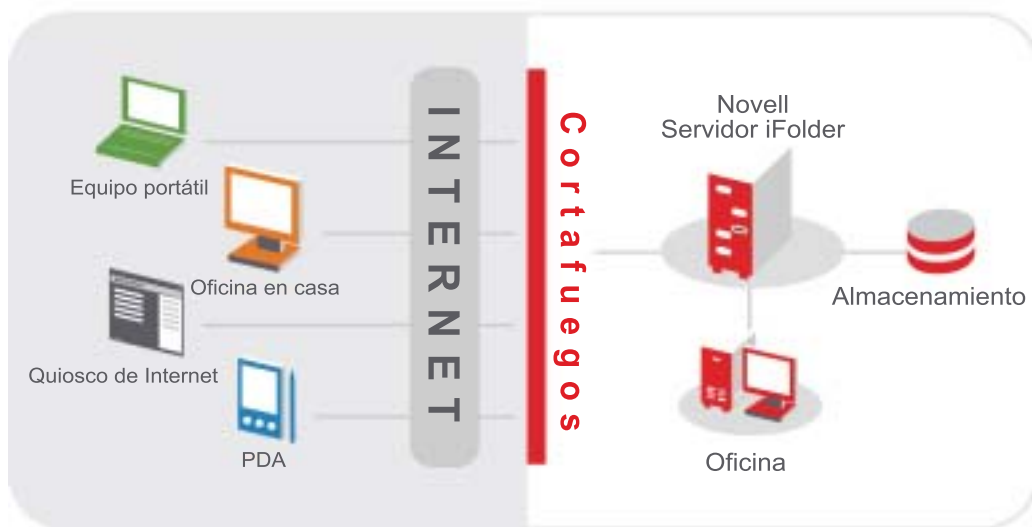 Equipo portátil
Oficina en casa
Quiosco de Internet
PDA
INTERNET
Cortafuegos
Novell
Servidor iFolder
Almacenamiento
Oficina